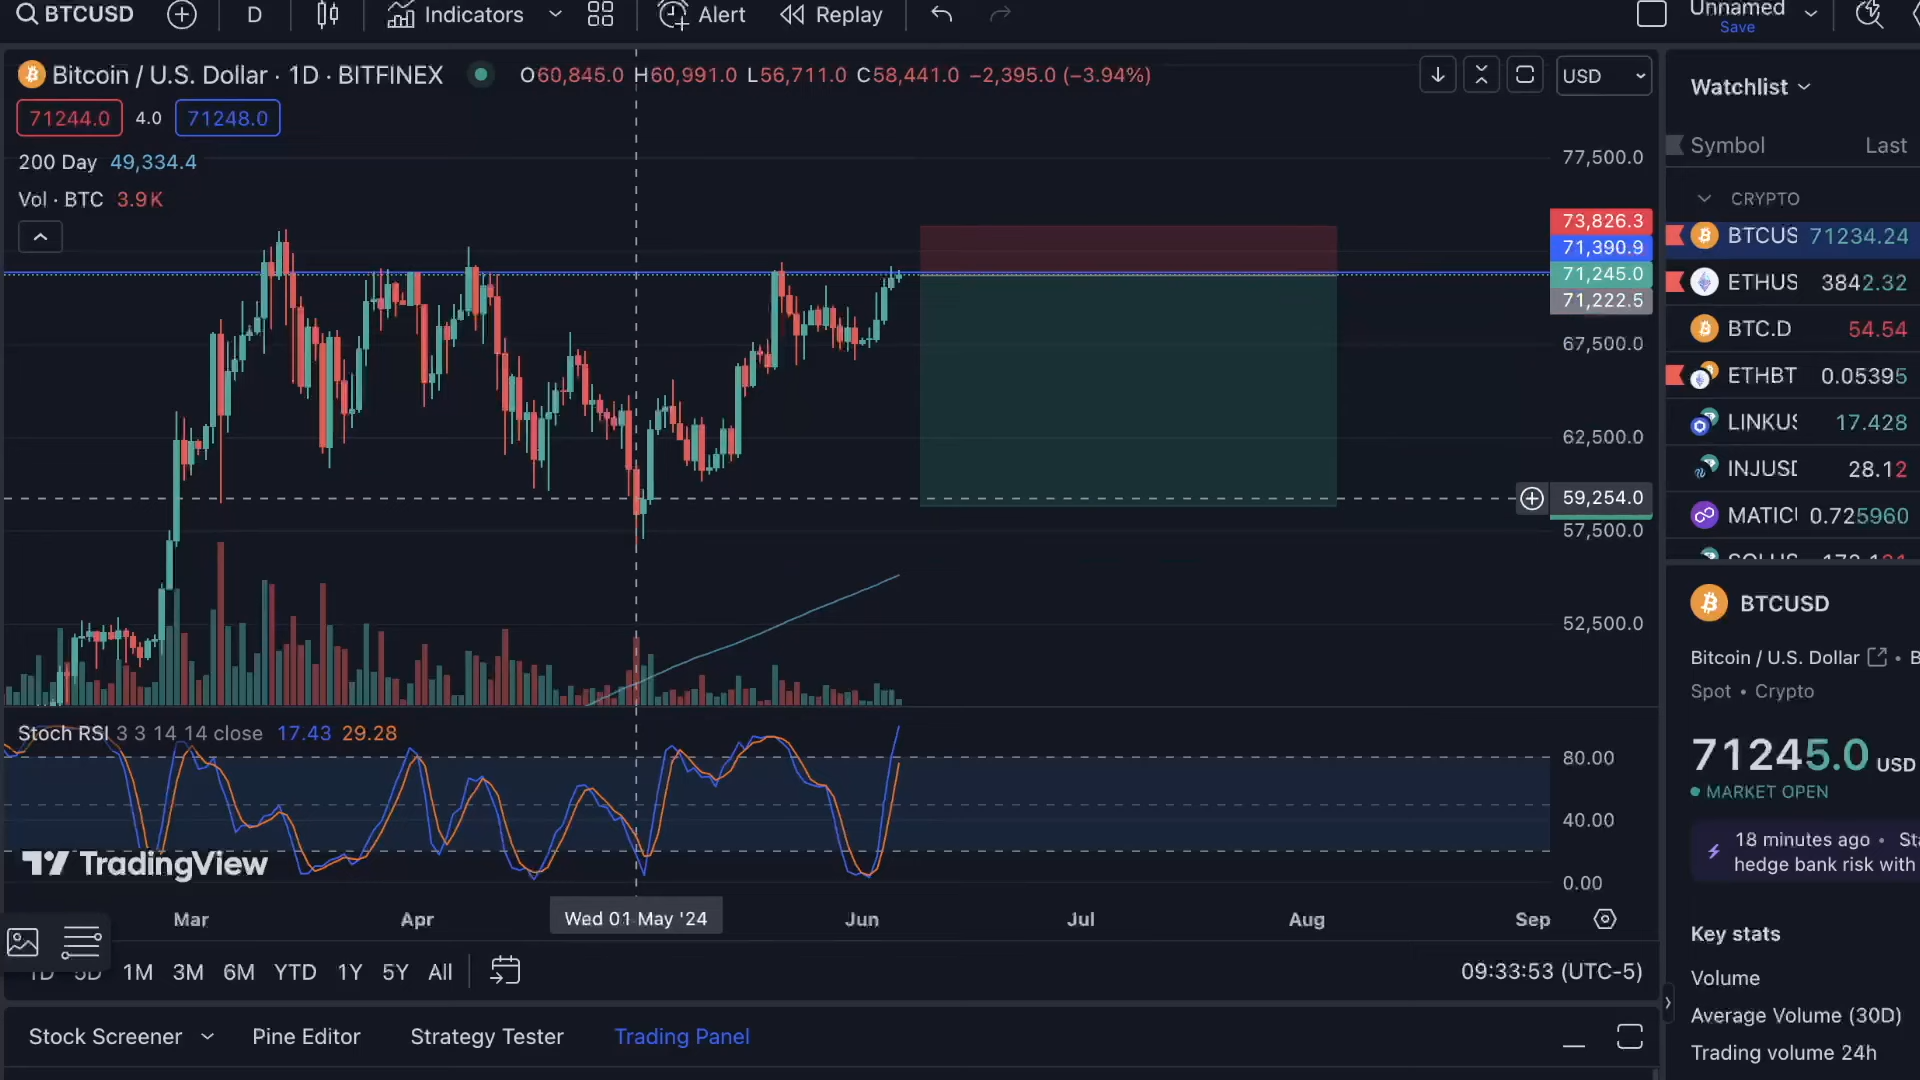 BTCUSD D Indicators Alert Replay Unnamed
Save
Bitcoin / U.S. Dollar · 1D · BITFINEX O60,845.0 H60,991.0 L56,711.0 C58,441.0 −2,395.0 (−3.94%) USD
71244.0 4.0 71248.0
200 Day 49,334.4
Vol · BTC 3.9K
77,500.0
73,826.3
71,390.9
71,245.0
71,222.5
67,500.0
62,500.0
59,254.0
57,500.0
52,500.0
Stoch RSI 3 3 14 14 close 17.43 29.28
80.00
40.00
0.00
TradingView
Mar Apr Wed 01 May '24 Jun Jul Aug Sep
1D 5D 1M 3M 6M YTD 1Y 5Y All 09:33:53 (UTC-5)
Stock Screener Pine Editor Strategy Tester Trading Panel
Watchlist
Symbol Last
CRYPTO
BTCUS 71234.24
ETHUS 3842.32
BTC.D 54.54
ETHBT 0.05395
LINKUS 17.428
INJUSD 28.12
MATICU 0.725960
BTCUSD
Bitcoin / U.S. Dollar • B
Spot • Crypto
71245.0 USD
MARKET OPEN
18 minutes ago • Sta
hedge bank risk with
Key stats
Volume
Average Volume (30D)
Trading volume 24h